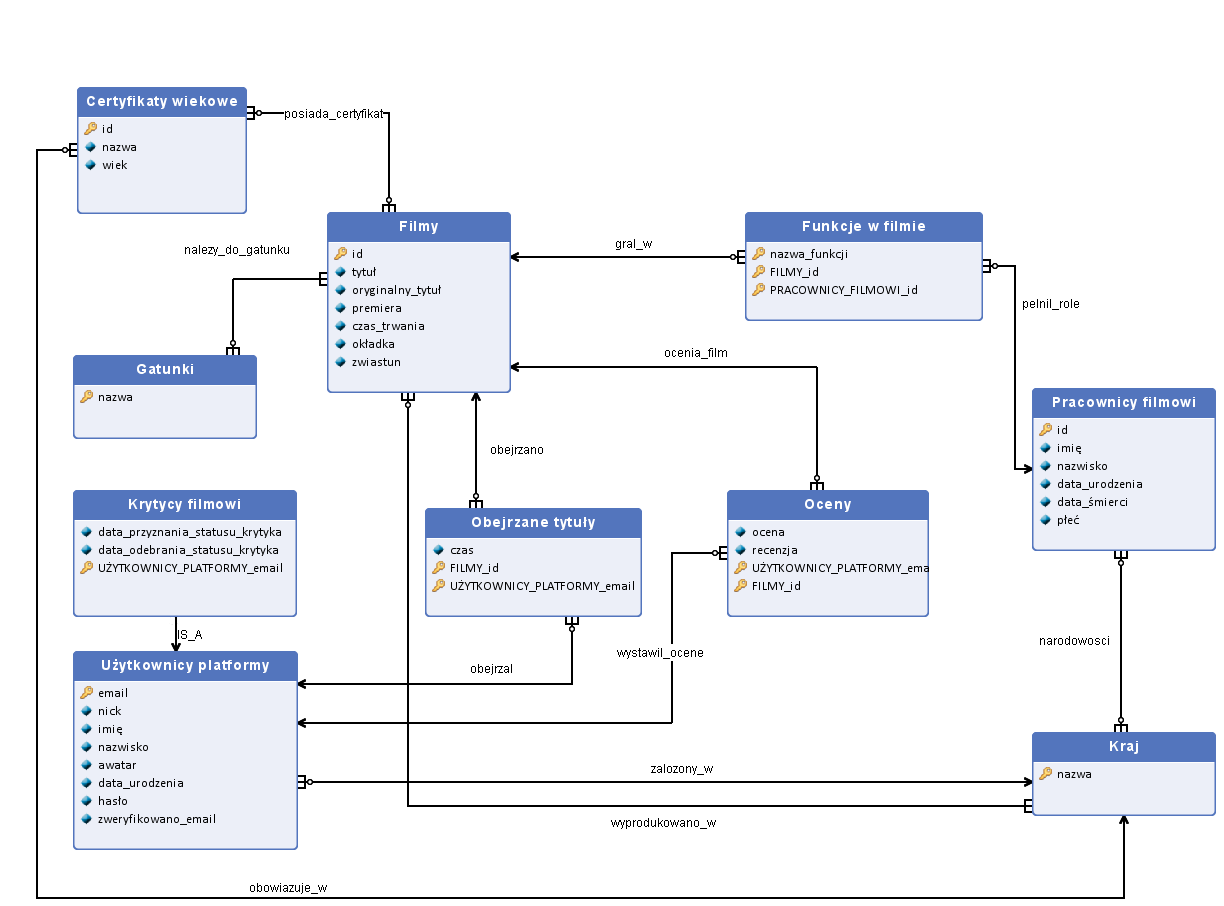 Certyfikaty wiekowe
id
nazwa
wiek
posiada_certyfikat
Filmy
id
tytuł
oryginalny_tytuł
premiera
czas_trwania
okładka
zwiastun
nalezy_do_gatunku
gral_w
Funkcje w filmie
nazwa_funkcji
FILMY_id
PRACOWNICY_FILMOWI_id
pelnil_role
ocenia_film
Gatunki
nazwa
Pracownicy filmowi
id
imię
nazwisko
data_urodzenia
data_śmierci
płeć
obejrzano
Krytycy filmowi
data_przyznania_statusu_krytyka
data_odebrania_statusu_krytyka
UŻYTKOWNICY_PLATFORMY_email
Obejrzane tytuły
czas
FILMY_id
UŻYTKOWNICY_PLATFORMY_email
Oceny
ocena
recenzja
UŻYTKOWNICY_PLATFORMY_ema
FILMY_id
IS_A
wystawil_ocene
narodowosci
obejrzal
Użytkownicy platformy
email
nick
imię
nazwisko
awatar
data_urodzenia
hasło
zweryfikowano_email
zalozony_w
Kraj
nazwa
wyprodukowano_w
obowiazuje_w